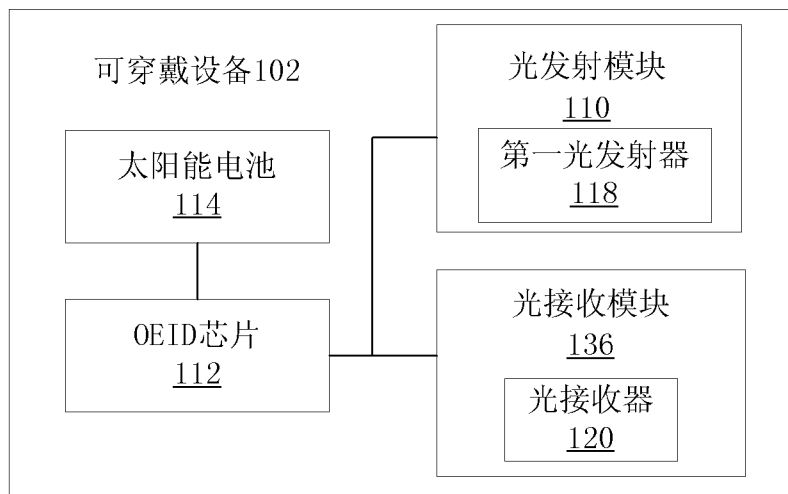 可穿戴设备102
太阳能电池
114
OEID芯片
112
光发射模块
110
第一光发射器
118
光接收模块
136
光接收器
120